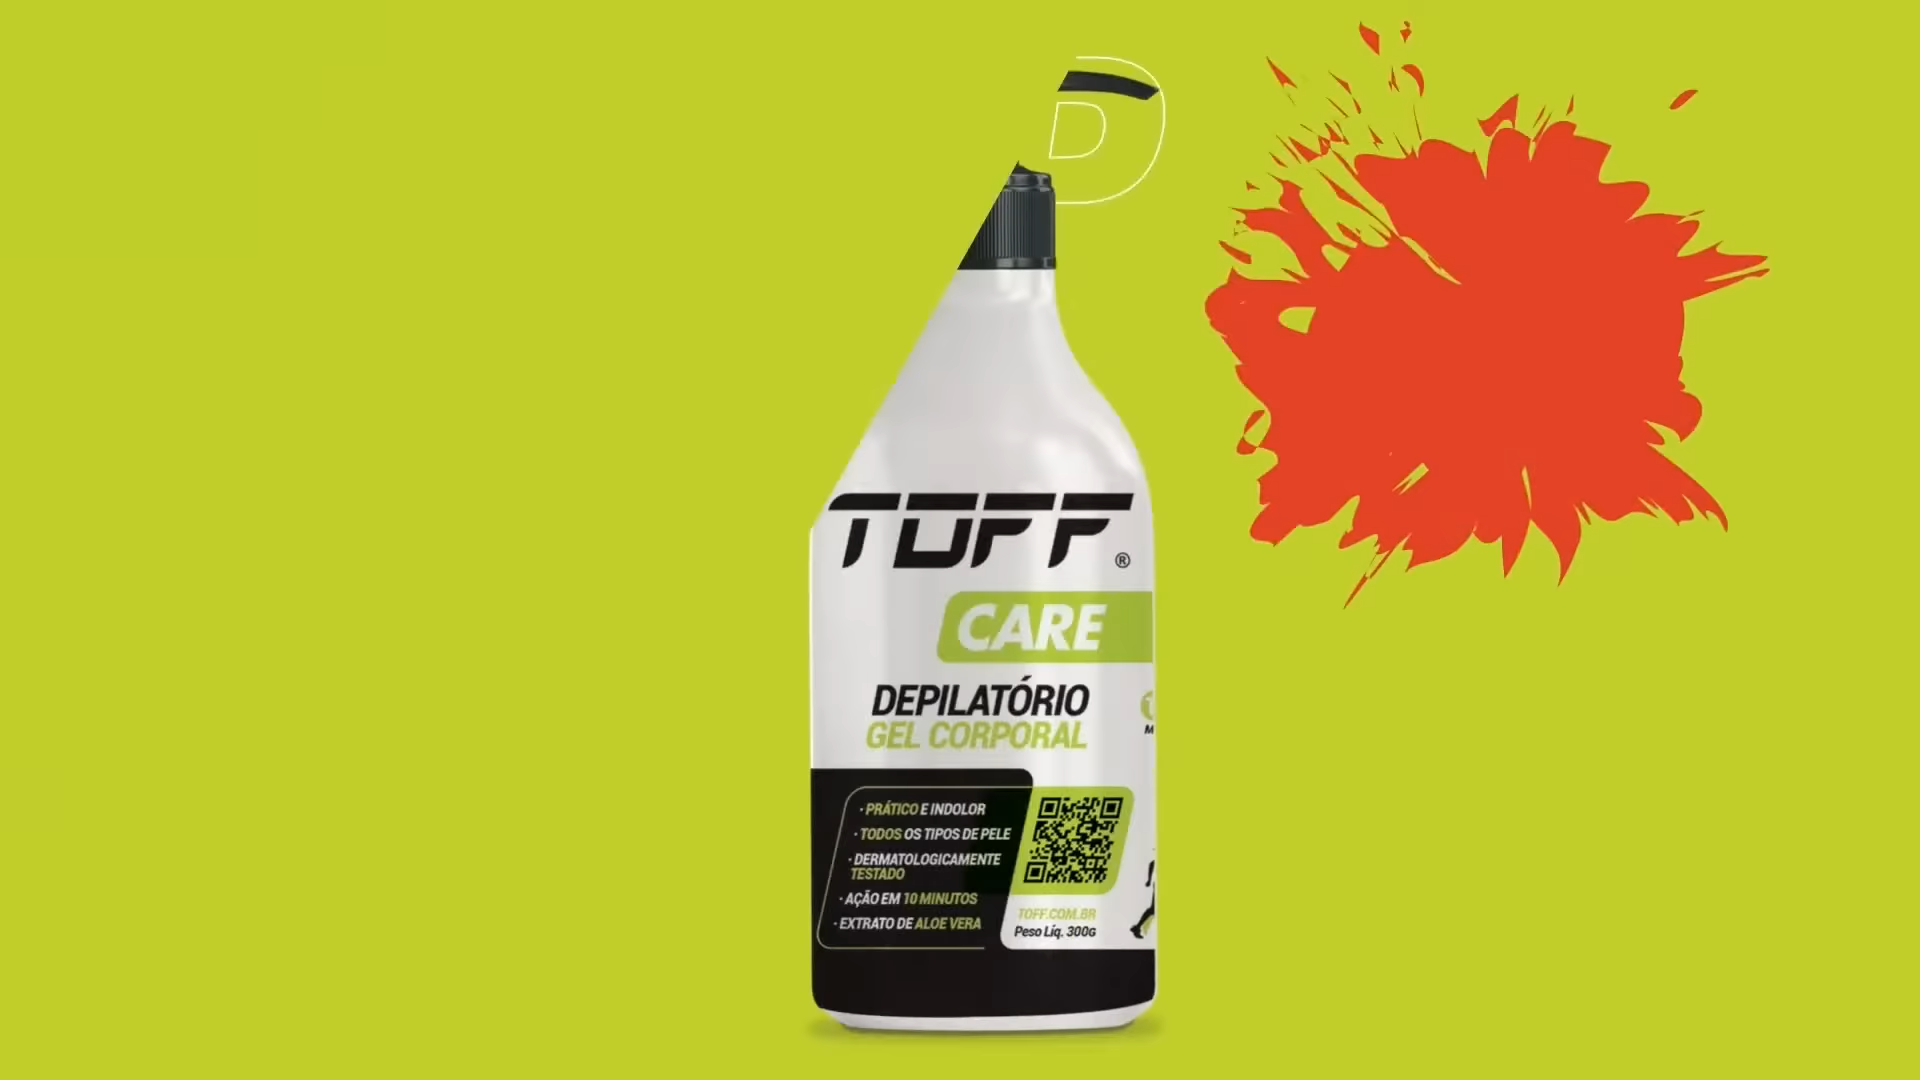 D
TOFF®
CARE
DEPILATÓRIO
GEL CORPORAL
· PRÁTICO E INDOLOR
· TODOS OS TIPOS DE PELE
· DERMATOLOGICAMENTE
TESTADO
· AÇÃO EM 10 MINUTOS
· EXTRATO DE ALOE VERA
TOFF.COM.BR
Peso Líq. 300G